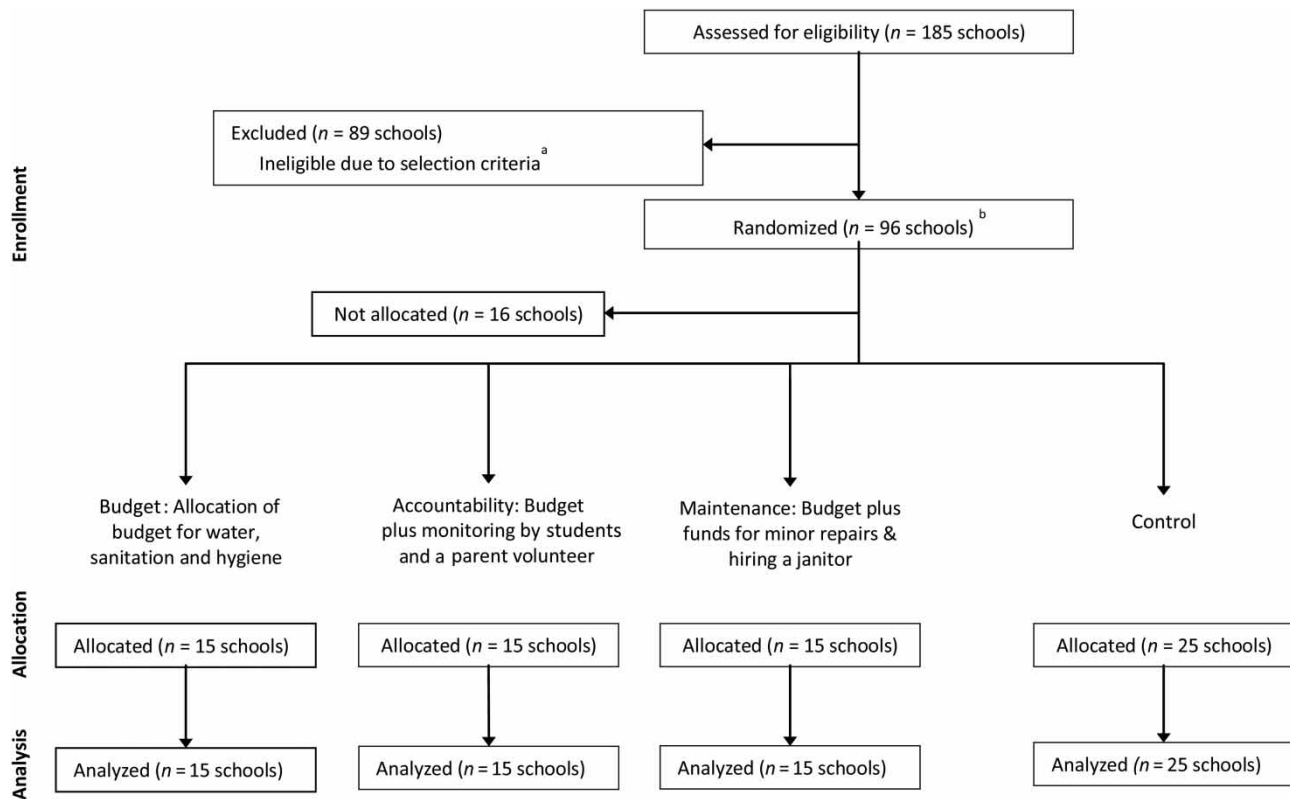 Assessed for eligibility (n = 185 schools)
Excluded (n = 89 schools)
Ineligible due to selection criteria a
Enrollment
Randomized (n = 96 schools) b
Not allocated (n = 16 schools)
Budget : Allocation of
budget for water,
sanitation and hygiene
Accountability: Budget
plus monitoring by students
and a parent volunteer
Maintenance: Budget plus
funds for minor repairs &
hiring a janitor
Control
Allocation
Allocated (n = 15 schools)
Allocated (n = 15 schools)
Allocated (n = 15 schools)
Allocated (n = 25 schools)
Analysis
Analyzed (n = 15 schools)
Analyzed (n = 15 schools)
Analyzed (n = 15 schools)
Analyzed (n = 25 schools)